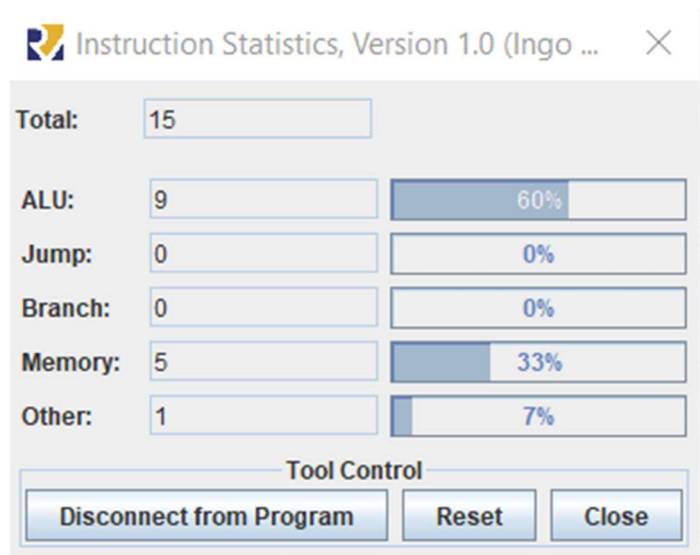 Instruction Statistics, Version 1.0 (Ingo ...
Total: 15
ALU: 9 60%
Jump: 0 0%
Branch: 0 0%
Memory: 5 33%
Other: 1 7%
Tool Control
Disconnect from Program Reset Close